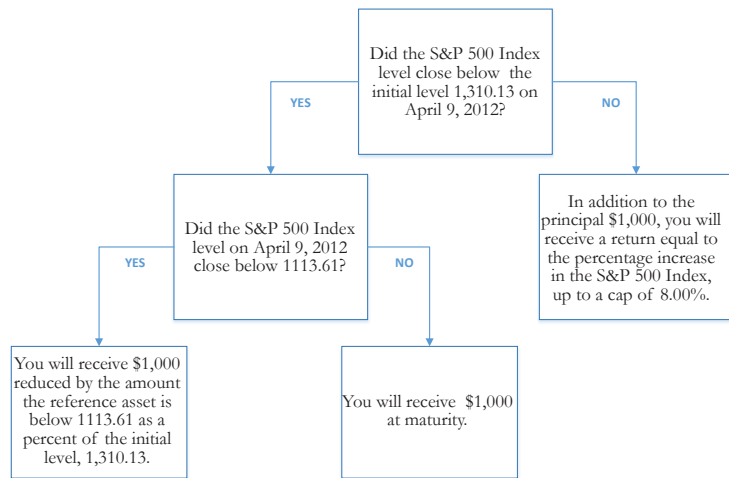 Did the S&P 500 Index
level close below the
initial level 1,310.13 on
April 9, 2012?
YES
NO
Did the S&P 500 Index
level on April 9, 2012
close below 1113.61?
In addition to the
principal $1,000, you will
receive a return equal to
the percentage increase
in the S&P 500 Index,
up to a cap of 8.00%.
YES
NO
You will receive $1,000
reduced by the amount
the reference asset is
below 1113.61 as a
percent of the initial
level, 1,310.13.
You will receive $1,000
at maturity.